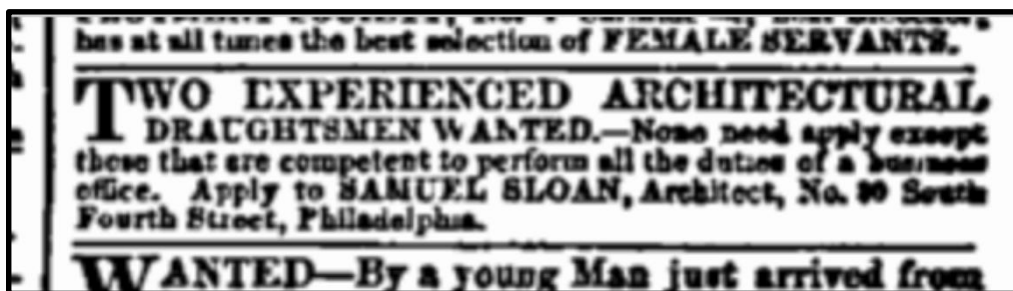 has at all times the best selection of FEMALE SERVANTS.
TWO EXPERIENCED ARCHITECTURAL
DRAUGHTSMEN WANTED.—None need apply except
those that are competent to perform all the duties of a business
office. Apply to SAMUEL SLOAN, Architect, No. South
Fourth Street, Philadelphia.
WANTED—By a young Man just arrived from